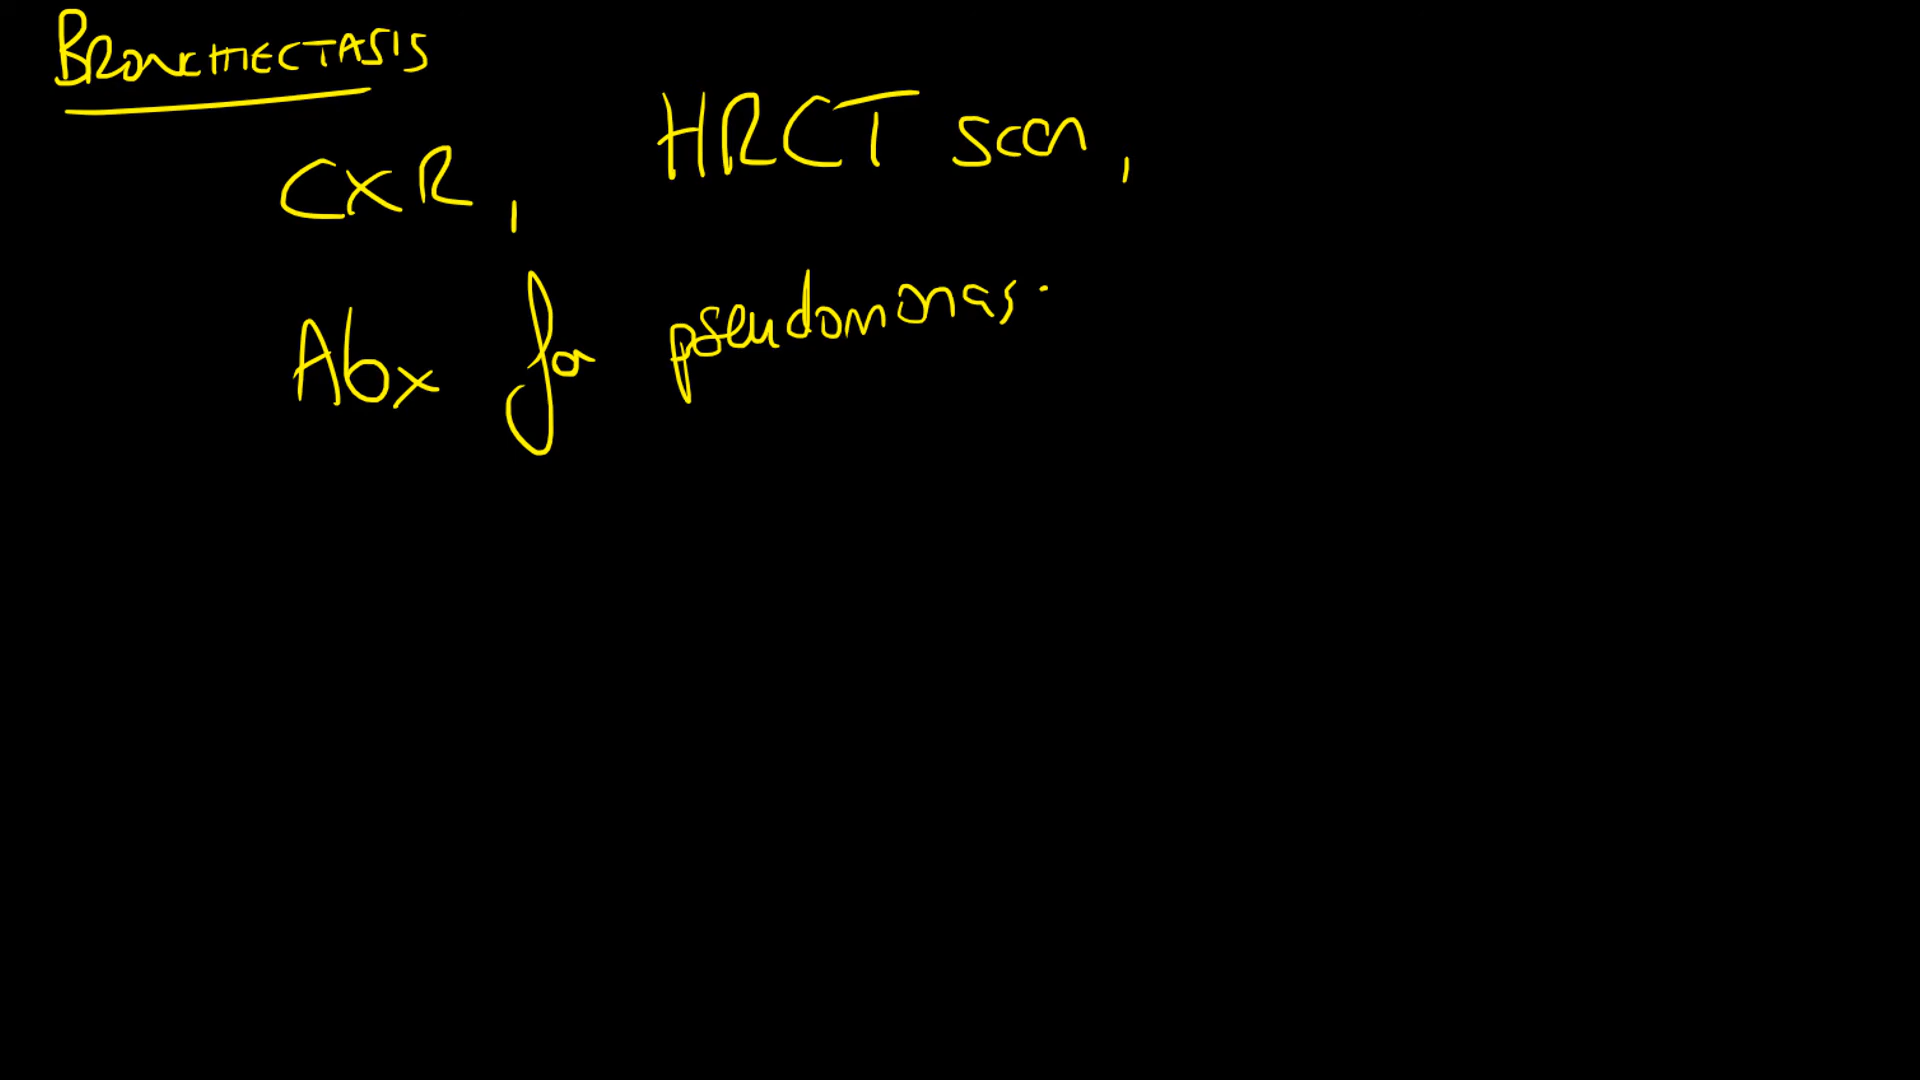 BRONCHIECTASIS
CXR, HRCT scan,
Abx for pseudomonas.